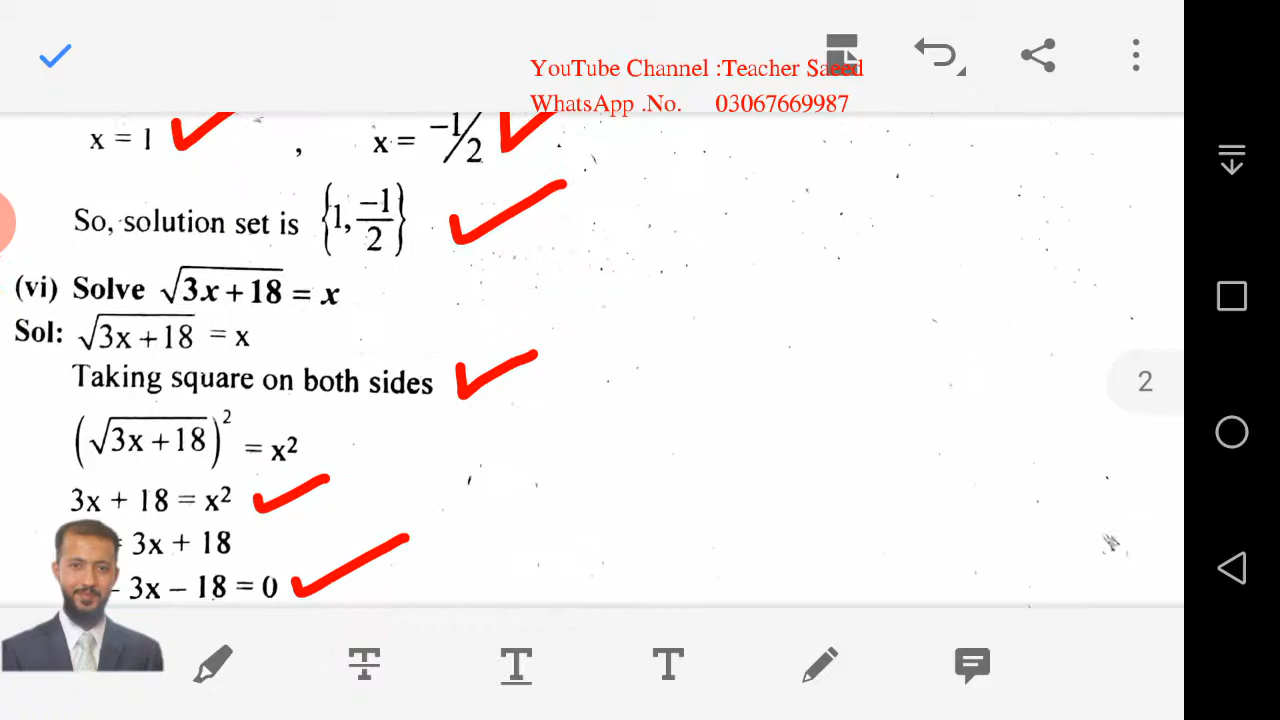 YouTube Channel :Teacher Saeed
WhatsApp .No. 03067669987
x = 1 , x = -1/2
So, solution set is {1, -1/2}
(vi) Solve √3x+18 = x
Sol: √3x+18 = x
Taking square on both sides
(√3x+18)² = x²
3x + 18 = x²
= 3x + 18
- 3x – 18 = 0
2
T T T